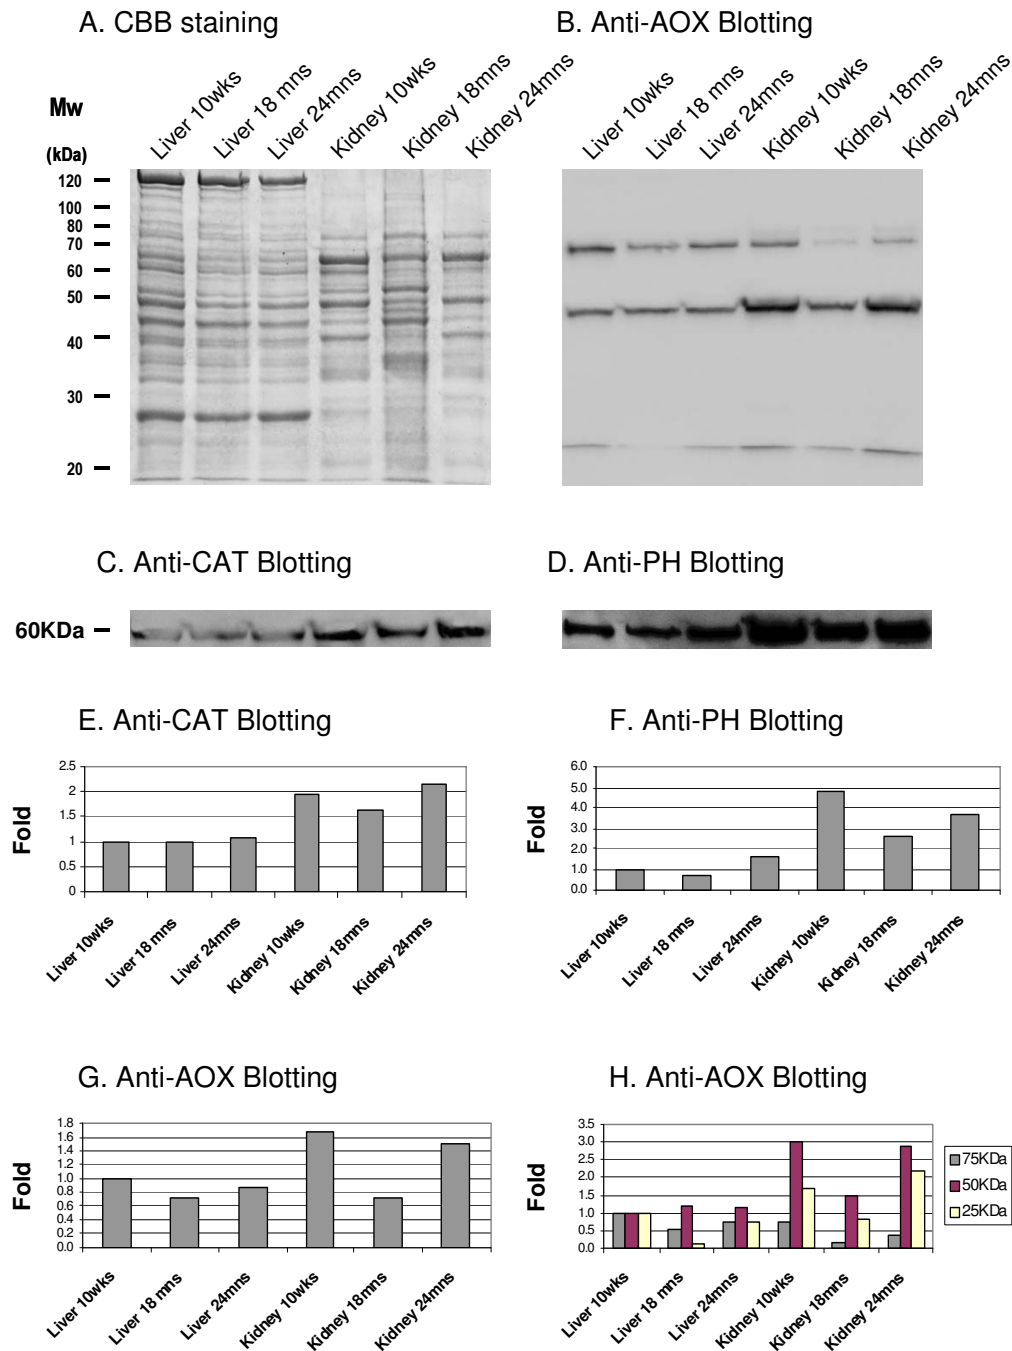 A. CBB staining
B. Anti-AOX Blotting
Mw
(kDa)
Liver 10wks
Liver 18 mns
Liver 24mns
Kidney 10wks
Kidney 18mns
Kidney 24mns
Liver 10wks
Liver 18 mns
Liver 24mns
Kidney 10wks
Kidney 18mns
Kidney 24mns
120
100
80
70
60
50
40
30
20
C. Anti-CAT Blotting
D. Anti-PH Blotting
60KDa
E. Anti-CAT Blotting
Fold
2.5
2
1.5
1
0.5
0
Liver 10wks
Liver 18 mns
Liver 24mns
Kidney 10wks
Kidney 18mns
Kidney 24mns
F. Anti-PH Blotting
Fold
6.0
5.0
4.0
3.0
2.0
1.0
0.0
Liver 10wks
Liver 18 mns
Liver 24mns
Kidney 10wks
Kidney 18mns
Kidney 24mns
G. Anti-AOX Blotting
Fold
1.8
1.6
1.4
1.2
1.0
0.8
0.6
0.4
0.2
0.0
Liver 10wks
Liver 18 mns
Liver 24mns
Kidney 10wks
Kidney 18mns
Kidney 24mns
H. Anti-AOX Blotting
Fold
3.5
3.0
2.5
2.0
1.5
1.0
0.5
0.0
Liver 10wks
Liver 18 mns
Liver 24mns
Kidney 10wks
Kidney 18mns
Kidney 24mns
75KDa
50KDa
25KDa